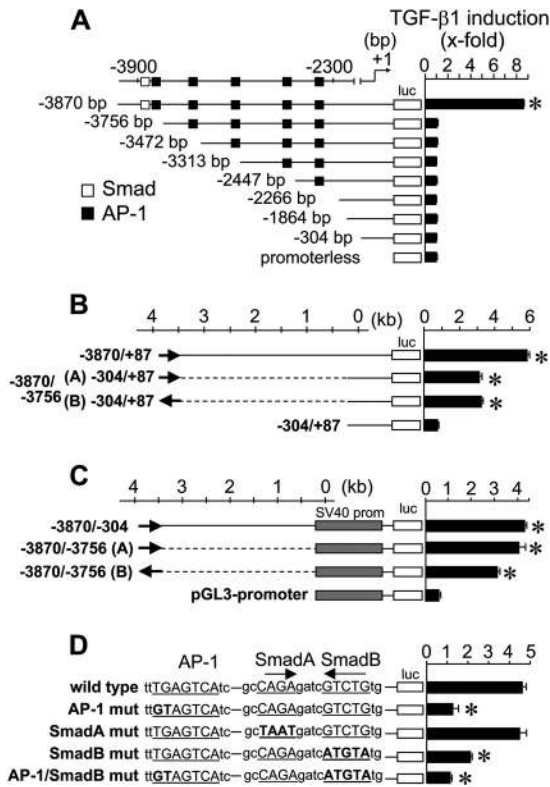 A
TGF-β1 induction
(x-fold)
(bp)
+1
-3900
-2300
0 2 4 6 8
luc
-3870 bp
*
-3756 bp
-3472 bp
-3313 bp
-2447 bp
Smad
-2266 bp
AP-1
-1864 bp
-304 bp
promoterless
B
4 3 2 1 0 (kb)
0 2 4 6
luc
-3870/+87
*
-3870/-3756
(A) -304/+87
*
(B) -304/+87
*
-304/+87
C
4 3 2 1 0 (kb)
0 1 2 3 4
luc
SV40 prom
-3870/-304
*
-3870/-3756 (A)
*
-3870/-3756 (B)
*
pGL3-promoter
D
AP-1 SmadA SmadB
luc
0 1 2 3 4 5
wild type ttTGAGTCAtc—gcCAGAgatcGTCTGtg
AP-1 mut ttGTAGTCAtc—gcCAGAgatcGTCTGtg *
SmadA mut ttTGAGTCAtc—gcTAATgatcGTCTGtg
SmadB mut ttTGAGTCAtc—gcCAGAgatcATGTAtg *
AP-1/SmadB mut ttGTAGTCAtc—gcCAGAgatcATGTAtg *